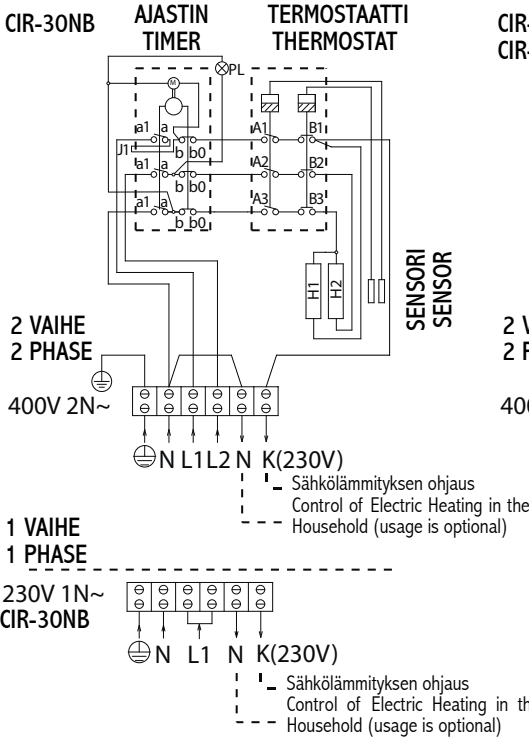 CIR-30NB
AJASTIN
TIMER
TERMOSTAATTI
THERMOSTAT
PL
M
a1 a
A1
B1
J1
b b0
a1 a
A2
B2
b b0
a1 a
A3
B3
b b0
H1
H2
SENSORI
SENSOR
2 VAIHE
2 PHASE
400V 2N~
N L1 L2 N K(230V)
Sähkölämmityksen ohjaus
Control of Electric Heating in the
Household (usage is optional)
1 VAIHE
1 PHASE
230V 1N~
CIR-30NB
N L1 N K(230V)
Sähkölämmityksen ohjaus
Control of Electric Heating in
Household (usage is optional)